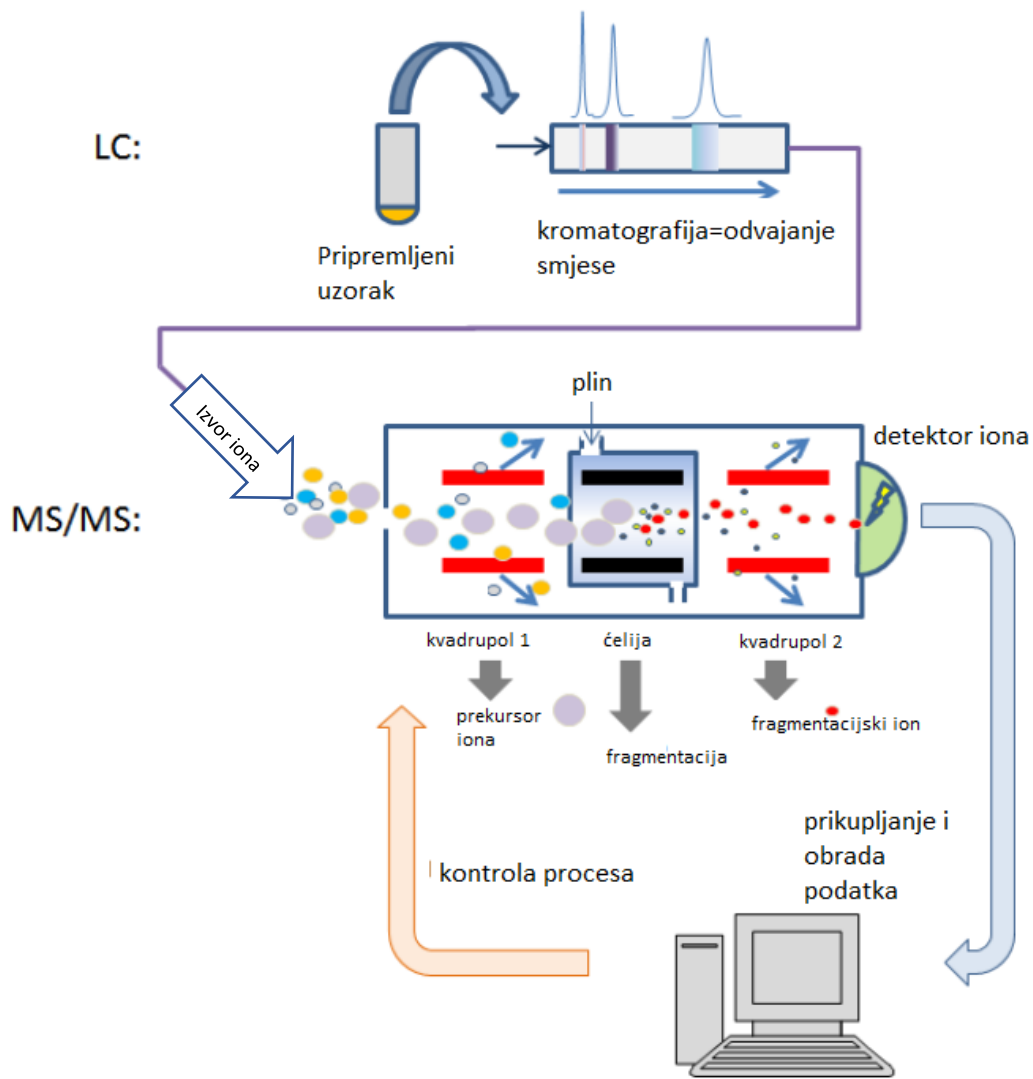 LC:
Pripremljeni
uzorak
kromatografija=odvajanje
smjese
Izvor iona
plin
detektor iona
MS/MS:
kvadrupol 1
ćelija
kvadrupol 2
prekursor
iona
fragmentacija
fragmentacijski ion
kontrola procesa
prikupljanje i
obrada
podatka